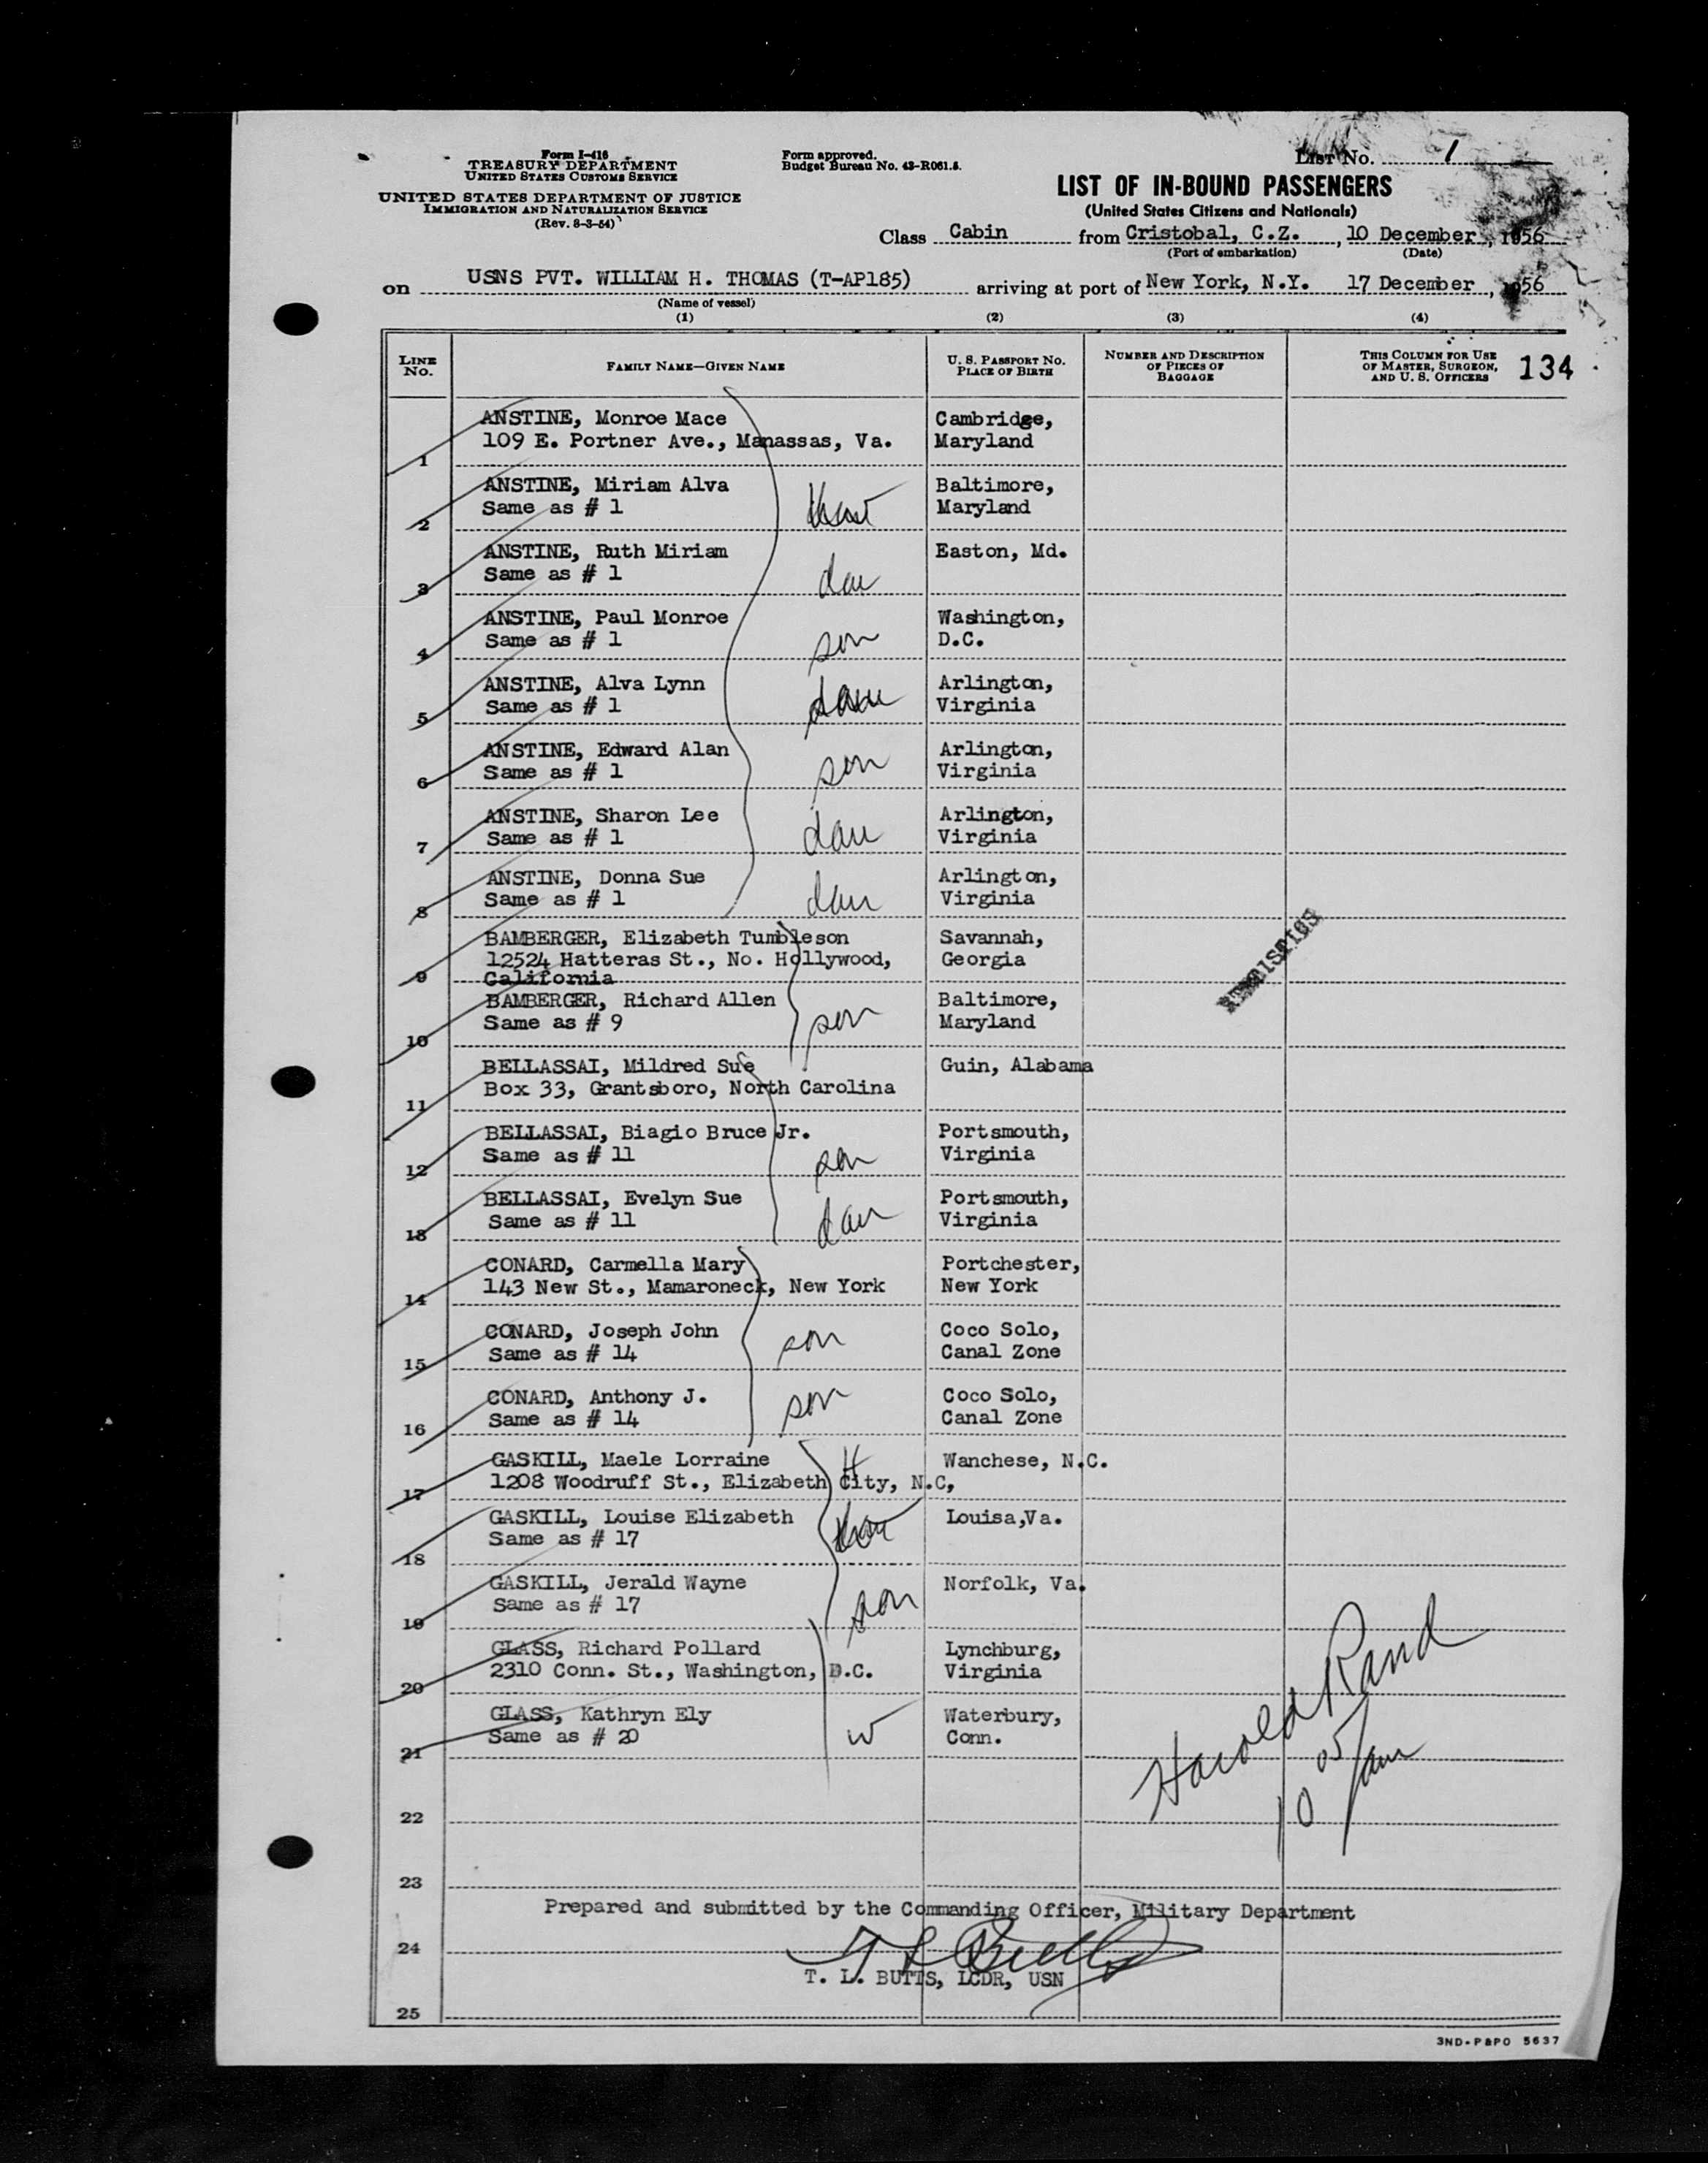 Form I-416
TREASURY DEPARTMENT
UNITED STATES CUSTOMS SERVICE
UNITED STATES DEPARTMENT OF JUSTICE
IMMIGRATION AND NATURALIZATION SERVICE
(Rev. 8-3-54)
Form approved.
Budget Bureau No. 43-R061.8.
List No. 1
LIST OF IN-BOUND PASSENGERS
(United States Citizens and Nationals)
Class Cabin from Cristobal, C.Z., 10 December, 1956
(Port of embarkation) (Date)
on USNS PVT. WILLIAM H. THOMAS (T-AP185) arriving at port of New York, N.Y. 17 December, 1956
(Name of vessel)
(1) (2) (3) (4)
LINE NO. FAMILY NAME—GIVEN NAME U. S. PASSPORT NO. PLACE OF BIRTH NUMBER AND DESCRIPTION OF PIECES OF BAGGAGE THIS COLUMN FOR USE OF MASTER, SURGEON, AND U. S. OFFICERS 134
ANSTINE, Monroe Mace Cambridge,
1 109 E. Portner Ave., Manassas, Va. Maryland
ANSTINE, Miriam Alva Baltimore,
2 Same as # 1 Maryland
ANSTINE, Ruth Miriam Easton, Md.
3 Same as # 1 dau
ANSTINE, Paul Monroe Washington,
4 Same as # 1 son D.C.
ANSTINE, Alva Lynn Arlington,
5 Same as # 1 dau Virginia
ANSTINE, Edward Alan Arlington,
6 Same as # 1 son Virginia
ANSTINE, Sharon Lee Arlington,
7 Same as # 1 dau Virginia
ANSTINE, Donna Sue Arlington,
8 Same as # 1 dau Virginia
BAMBERGER, Elizabeth Tumbleson Savannah,
12524 Hatteras St., No. Hollywood, Georgia
9 California
BAMBERGER, Richard Allen Baltimore,
10 Same as # 9 son Maryland
BELLASSAI, Mildred Sue Guin, Alabama
11 Box 33, Grantsboro, North Carolina
BELLASSAI, Biagio Bruce Jr. Portsmouth,
12 Same as # 11 son Virginia
BELLASSAI, Evelyn Sue Portsmouth,
13 Same as # 11 dau Virginia
CONARD, Carmella Mary Portchester,
14 143 New St., Mamaroneck, New York New York
CONARD, Joseph John Coco Solo,
15 Same as # 14 son Canal Zone
CONARD, Anthony J. Coco Solo,
16 Same as # 14 son Canal Zone
GASKILL, Maele Lorraine H Wanchese, N.C.
17 1208 Woodruff St., Elizabeth City, N.C,
GASKILL, Louise Elizabeth Louisa,Va.
18 Same as # 17
GASKILL, Jerald Wayne Norfolk, Va.
19 Same as # 17 son
GLASS, Richard Pollard Lynchburg,
20 2310 Conn. St., Washington, D.C. Virginia
GLASS, Kathryn Ely Waterbury,
21 Same as # 20 w Conn.
Harold Rand
10 05/am
22
23
Prepared and submitted by the Commanding Officer, Military Department
24
T L Butts
T. L. BUTTS, LCDR, USN
25
3ND-P&PO 5637